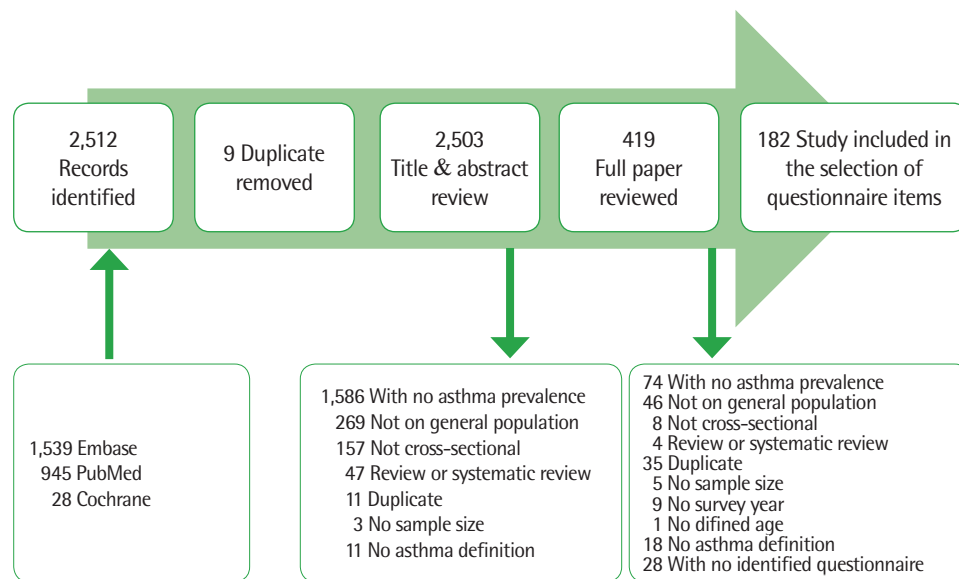 2,512
Records
identified
9 Duplicate
removed
2,503
Title & abstract
review
419
Full paper
reviewed
182 Study included in
the selection of
questionnaire items
1,539 Embase
945 PubMed
28 Cochrane
1,586 With no asthma prevalence
269 Not on general population
157 Not cross-sectional
47 Review or systematic review
11 Duplicate
3 No sample size
11 No asthma definition
74 With no asthma prevalence
46 Not on general population
8 Not cross-sectional
4 Review or systematic review
35 Duplicate
5 No sample size
9 No survey year
1 No difined age
18 No asthma definition
28 With no identified questionnaire